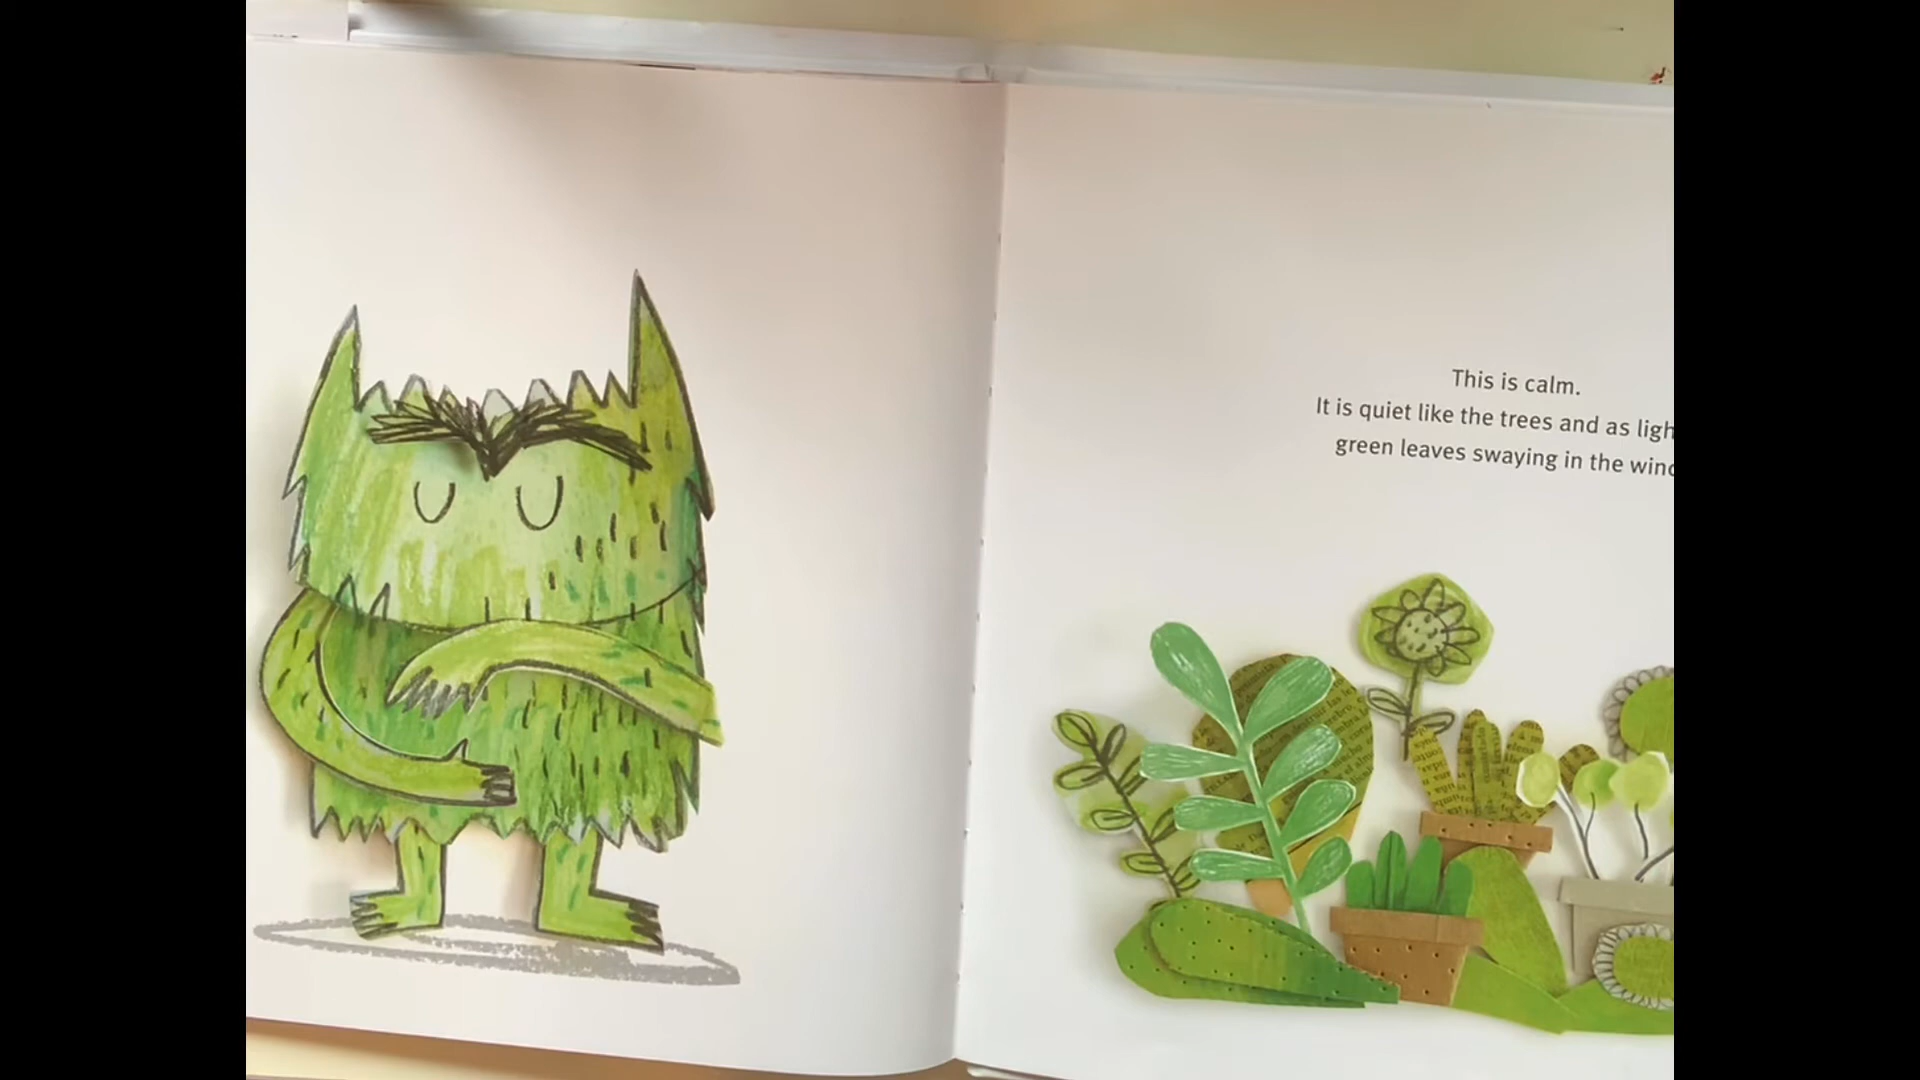 This is calm.
It is quiet like the trees and as ligh
green leaves swaying in the wind